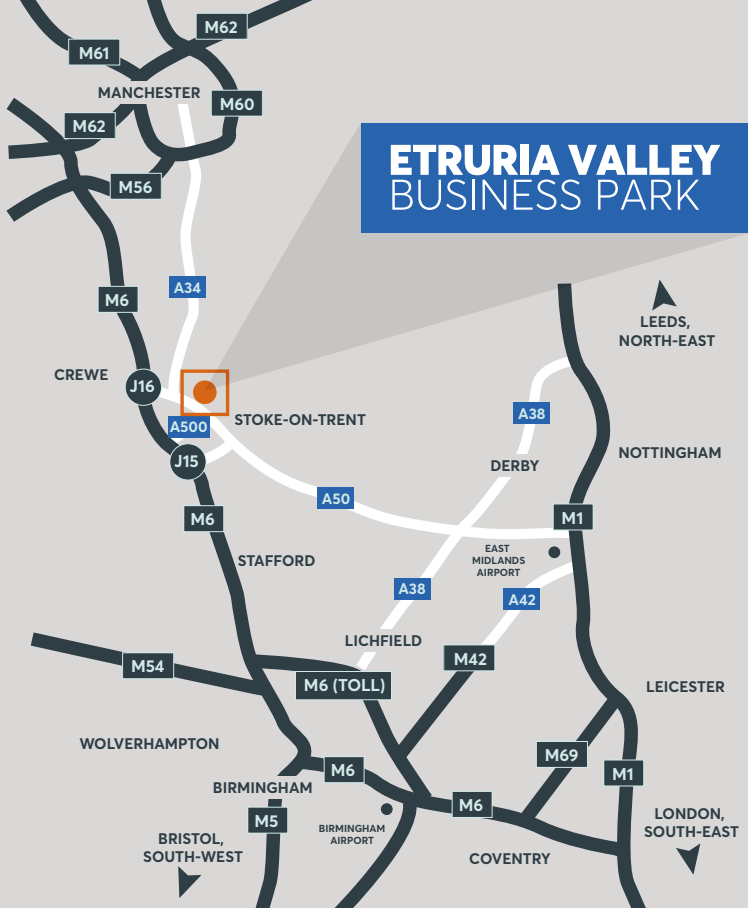 M62
M61
MANCHESTER
M60
M62
ETRURIA VALLEY
BUSINESS PARK
M56
A34
M6
LEEDS,
NORTH-EAST
CREWE
J16
A38
STOKE-ON-TRENT
A500
NOTTINGHAM
J15
DERBY
A50
M6
M1
EAST
MIDLANDS
AIRPORT
STAFFORD
A38
A42
LICHFIELD
M54
M42
M6 (TOLL)
LEICESTER
WOLVERHAMPTON
M69
M6
M1
BIRMINGHAM
M6
M5
BIRMINGHAM
AIRPORT
LONDON,
SOUTH-EAST
BRISTOL,
SOUTH-WEST
COVENTRY